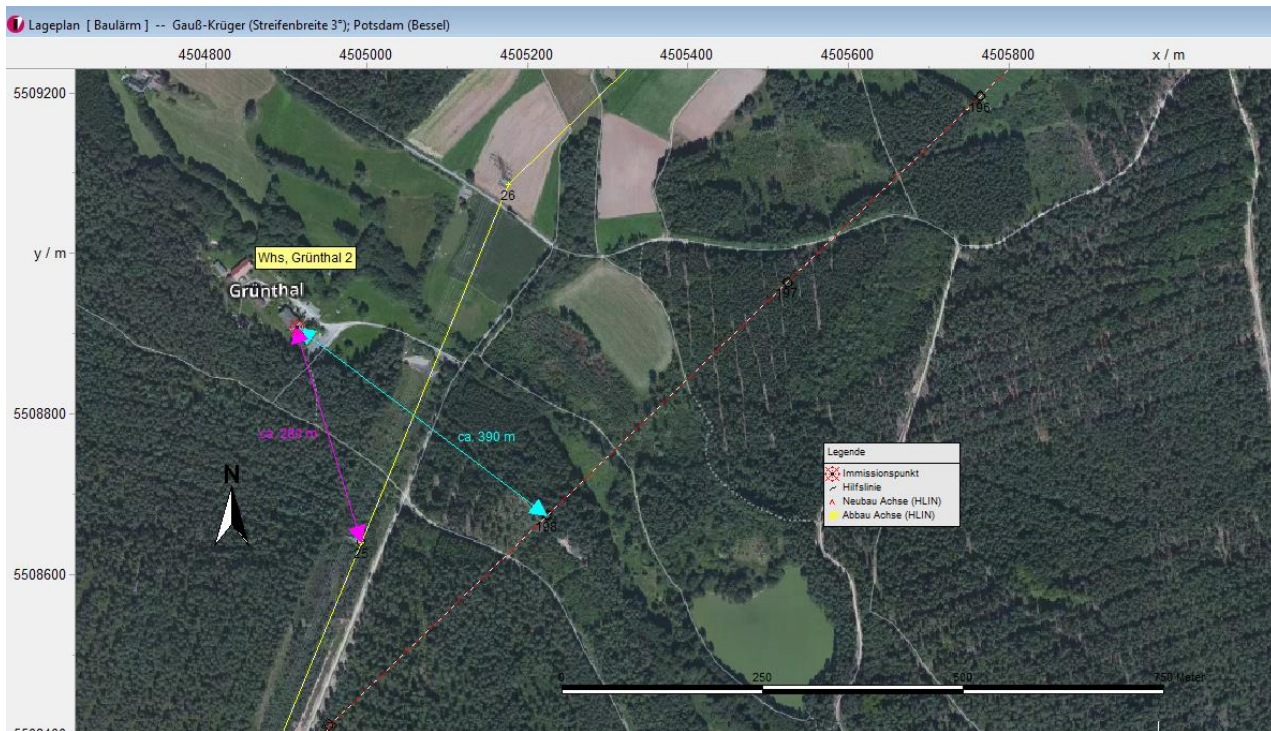 Lageplan [ Baulärm ] -- Gauß-Krüger (Streifenbreite 3°); Potsdam (Bessel)
4504800 4505000 4505200 4505400 4505600 4505800 x / m
5509200
196
26
y / m
Whs, Grünthal 2
Grünthal
197
5508800
ca. 280 m
ca. 390 m
Legende
Immissionspunkt
Hilfslinie
Neubau Achse (HLIN)
Abbau Achse (HLIN)
N
198
25
5508600
0 250 500 750 Meter